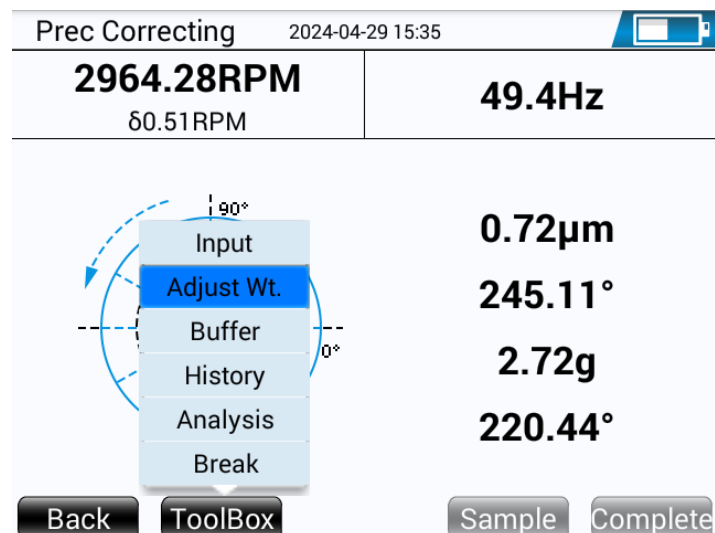 Prec Correcting 2024-04-29 15:35
2964.28RPM
δ0.51RPM
49.4Hz
90°
0°
Input
Adjust Wt.
Buffer
History
Analysis
Break
0.72µm
245.11°
2.72g
220.44°
Back ToolBox Sample Complete